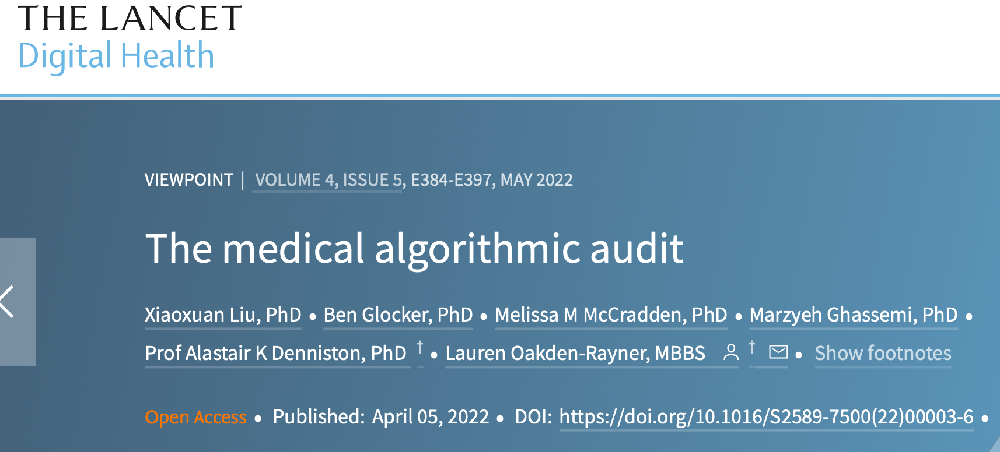 THE LANCET
Digital Health
VIEWPOINT | VOLUME 4, ISSUE 5, E384-E397, MAY 2022
The medical algorithmic audit
Xiaoxuan Liu, PhD • Ben Glocker, PhD • Melissa M McCradden, PhD • Marzyeh Ghassemi, PhD •
Prof Alastair K Denniston, PhD † • Lauren Oakden-Rayner, MBBS † • Show footnotes
Open Access • Published: April 05, 2022 • DOI: https://doi.org/10.1016/S2589-7500(22)00003-6 •